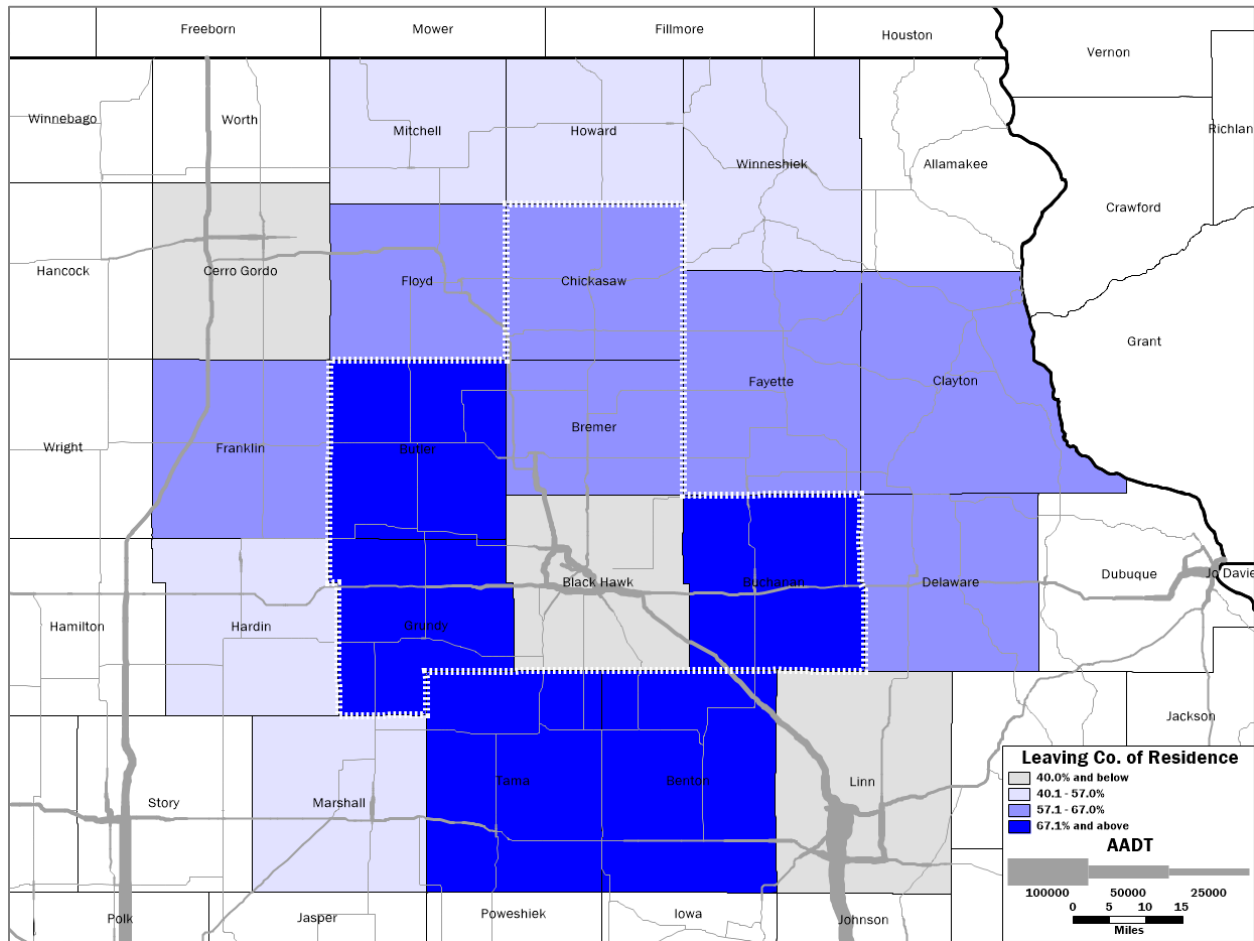 Freeborn
Mower
Fillmore
Houston
Vernon
Winnebago
Worth
Mitchell
Howard
Winneshiek
Allamakee
Richlan
Crawford
Hancock
Cerro Gordo
Floyd
Chickasaw
Grant
Fayette
Clayton
Wright
Franklin
Butler
Bremer
Hamilton
Hardin
Grundy
Black Hawk
Buchanan
Delaware
Dubuque
Jo Davie
Jackson
Story
Marshall
Tama
Benton
Linn
Polk
Jasper
Poweshiek
Iowa
Johnson
Leaving Co. of Residence
40.0% and below
40.1 - 57.0%
57.1 - 67.0%
67.1% and above
AADT
100000 50000 25000
0 5 10 15
Miles